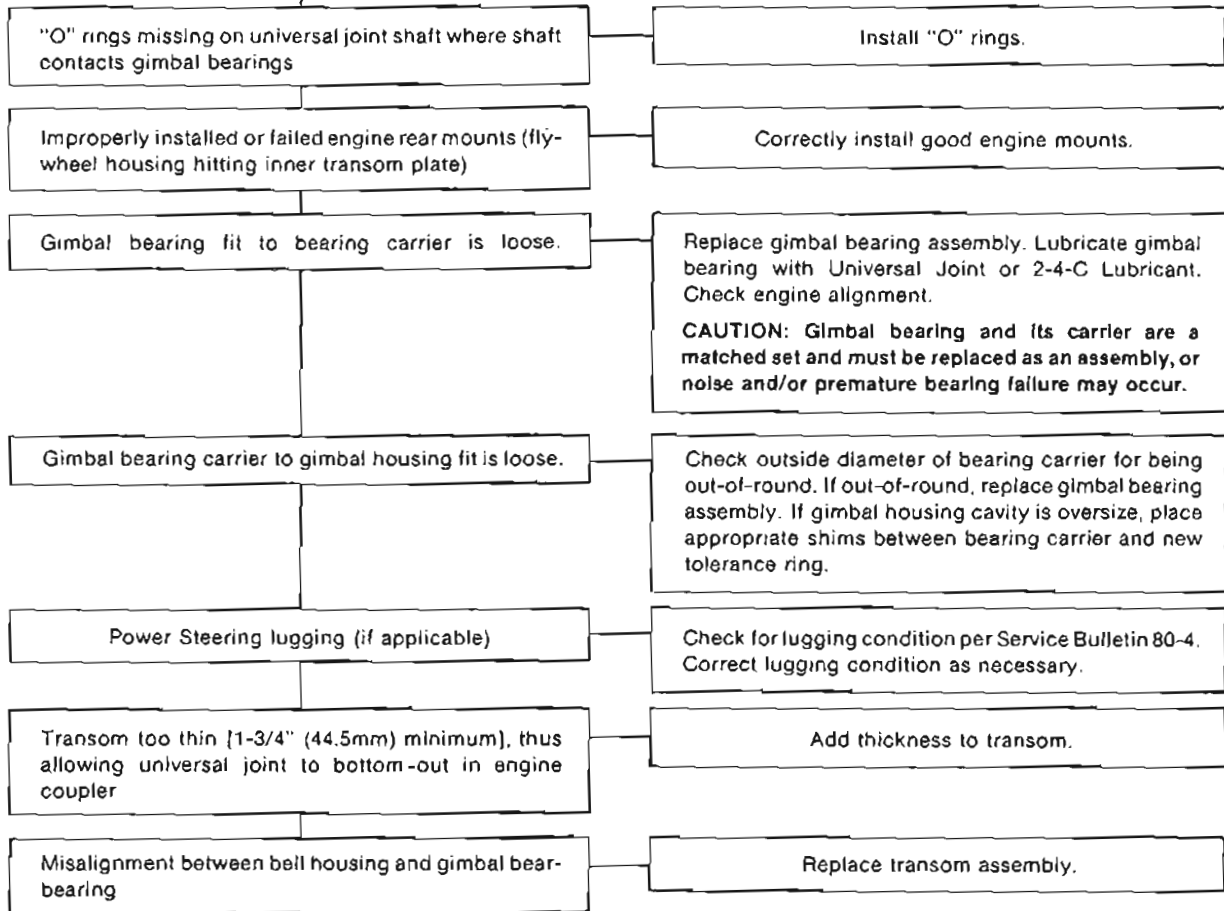 "O" rings missing on universal joint shaft where shaft
contacts gimbal bearings
Install "O" rings.
Improperly installed or failed engine rear mounts (fly-
wheel housing hitting inner transom plate)
Correctly install good engine mounts.
Gimbal bearing fit to bearing carrier is loose.
Replace gimbal bearing assembly. Lubricate gimbal
bearing with Universal Joint or 2-4-C Lubricant.
Check engine alignment.
CAUTION: Gimbal bearing and its carrier are a
matched set and must be replaced as an assembly, or
noise and/or premature bearing failure may occur.
Gimbal bearing carrier to gimbal housing fit is loose.
Check outside diameter of bearing carrier for being
out-of-round. If out-of-round, replace gimbal bearing
assembly. If gimbal housing cavity is oversize, place
appropriate shims between bearing carrier and new
tolerance ring.
Power Steering lugging (if applicable)
Check for lugging condition per Service Bulletin 80-4.
Correct lugging condition as necessary.
Transom too thin [1-3/4" (44.5mm) minimum], thus
allowing universal joint to bottom-out in engine
coupler
Add thickness to transom.
Misalignment between bell housing and gimbal bear-
bearing
Replace transom assembly.